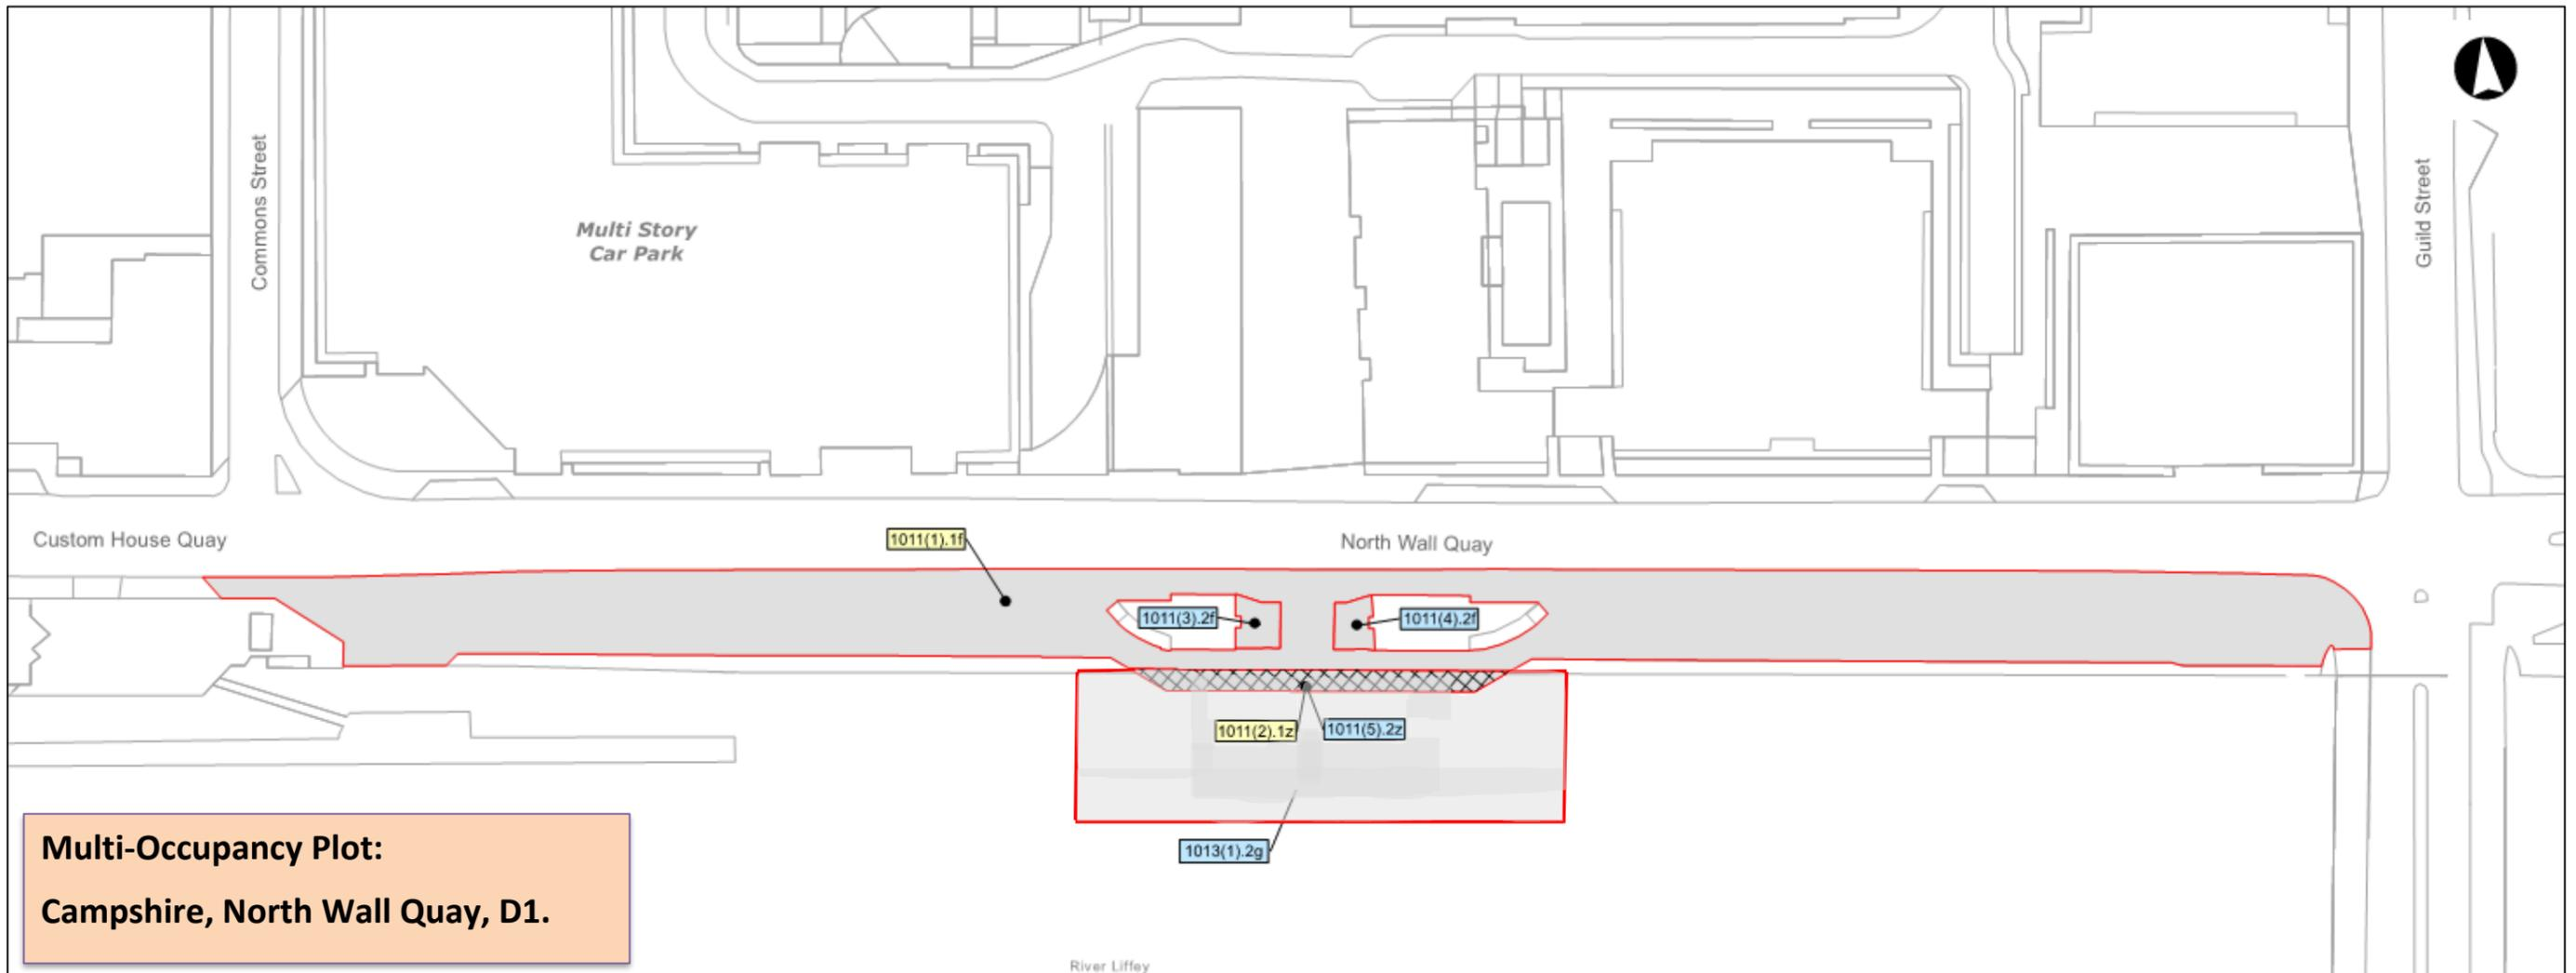 Commons Street
Multi Story
Car Park
Guild Street
Custom House Quay
1011(1).1f
North Wall Quay
1011(3).2f
1011(4).2f
1011(2).1z
1011(5).2z
1013(1).2g
Multi-Occupancy Plot:
Campshire, North Wall Quay, D1.
River Liffey